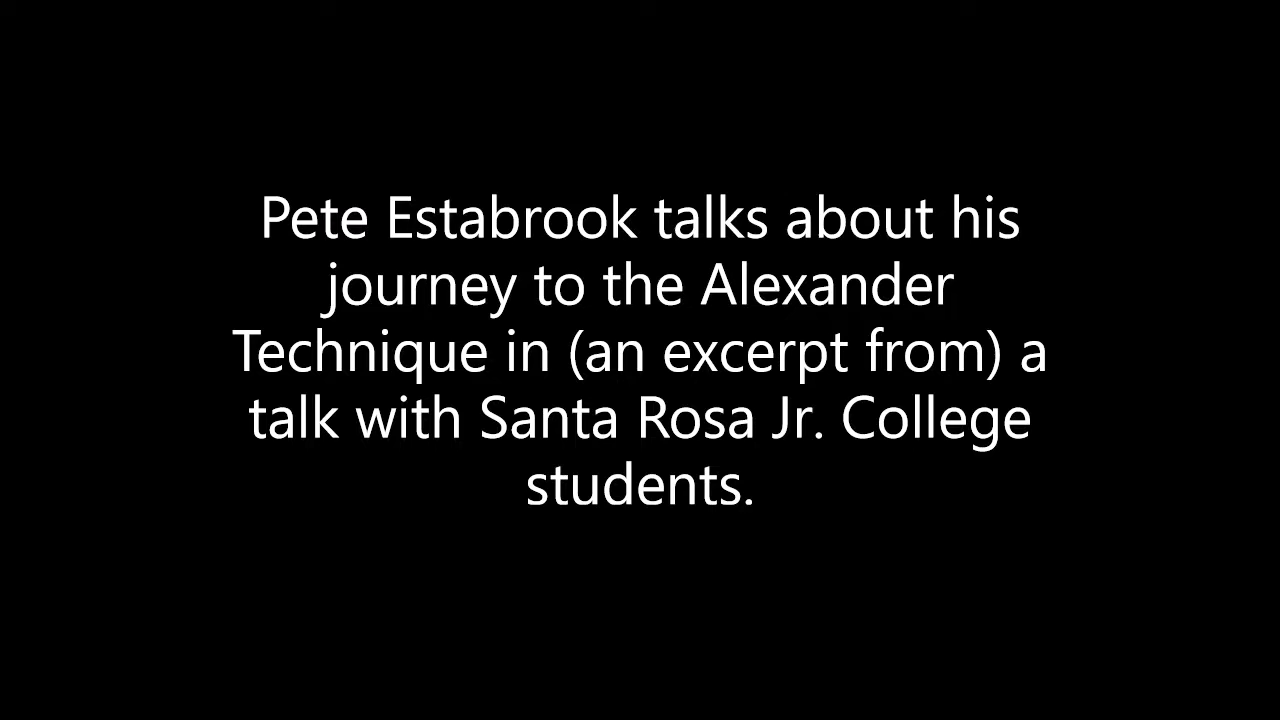 Pete Estabrook talks about his
journey to the Alexander
Technique in (an excerpt from) a
talk with Santa Rosa Jr. College
students.